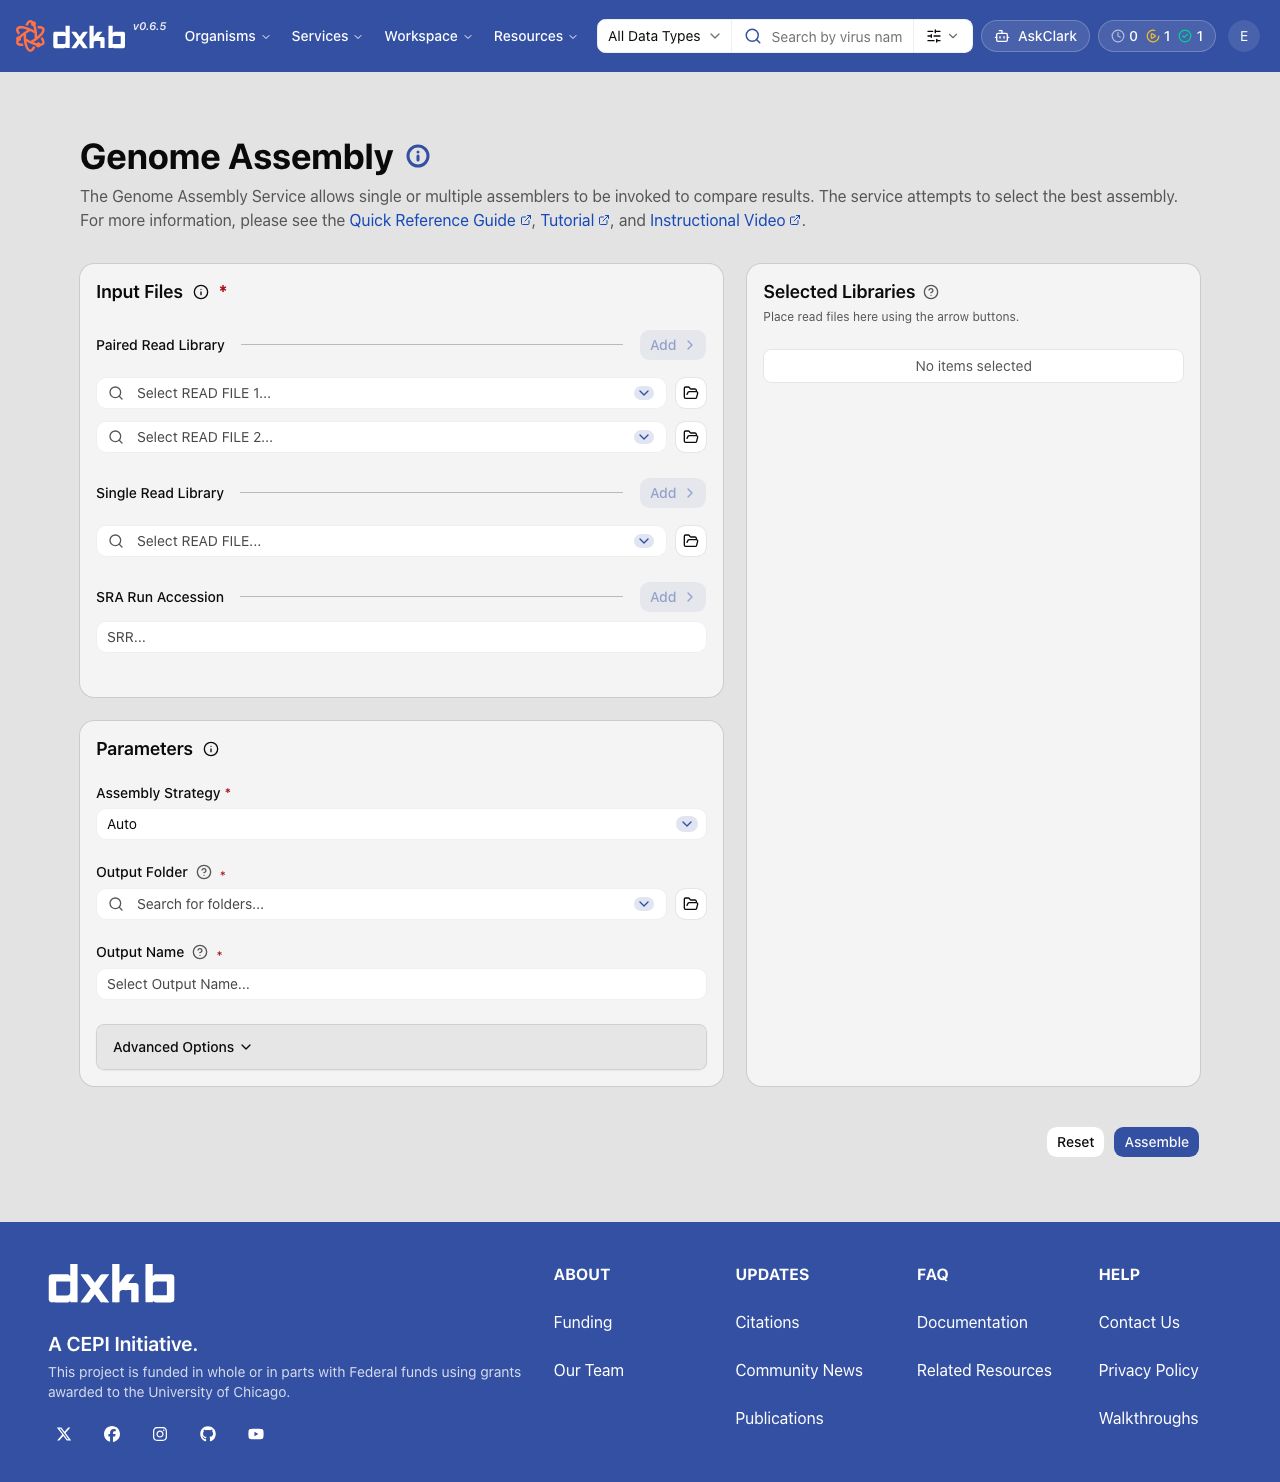 dxkb v0.6.5 Organisms Services Workspace Resources All Data Types Search by virus nam AskClark 0 1 1 E
Genome Assembly
The Genome Assembly Service allows single or multiple assemblers to be invoked to compare results. The service attempts to select the best assembly.
For more information, please see the Quick Reference Guide, Tutorial, and Instructional Video.
Input Files *
Paired Read Library Add
Select READ FILE 1...
Select READ FILE 2...
Single Read Library Add
Select READ FILE...
SRA Run Accession Add
SRR...
Selected Libraries
Place read files here using the arrow buttons.
No items selected
Parameters
Assembly Strategy *
Auto
Output Folder *
Search for folders...
Output Name *
Select Output Name...
Advanced Options
Reset Assemble
dxkb
A CEPI Initiative.
This project is funded in whole or in parts with Federal funds using grants
awarded to the University of Chicago.
ABOUT
Funding
Our Team
UPDATES
Citations
Community News
Publications
FAQ
Documentation
Related Resources
HELP
Contact Us
Privacy Policy
Walkthroughs